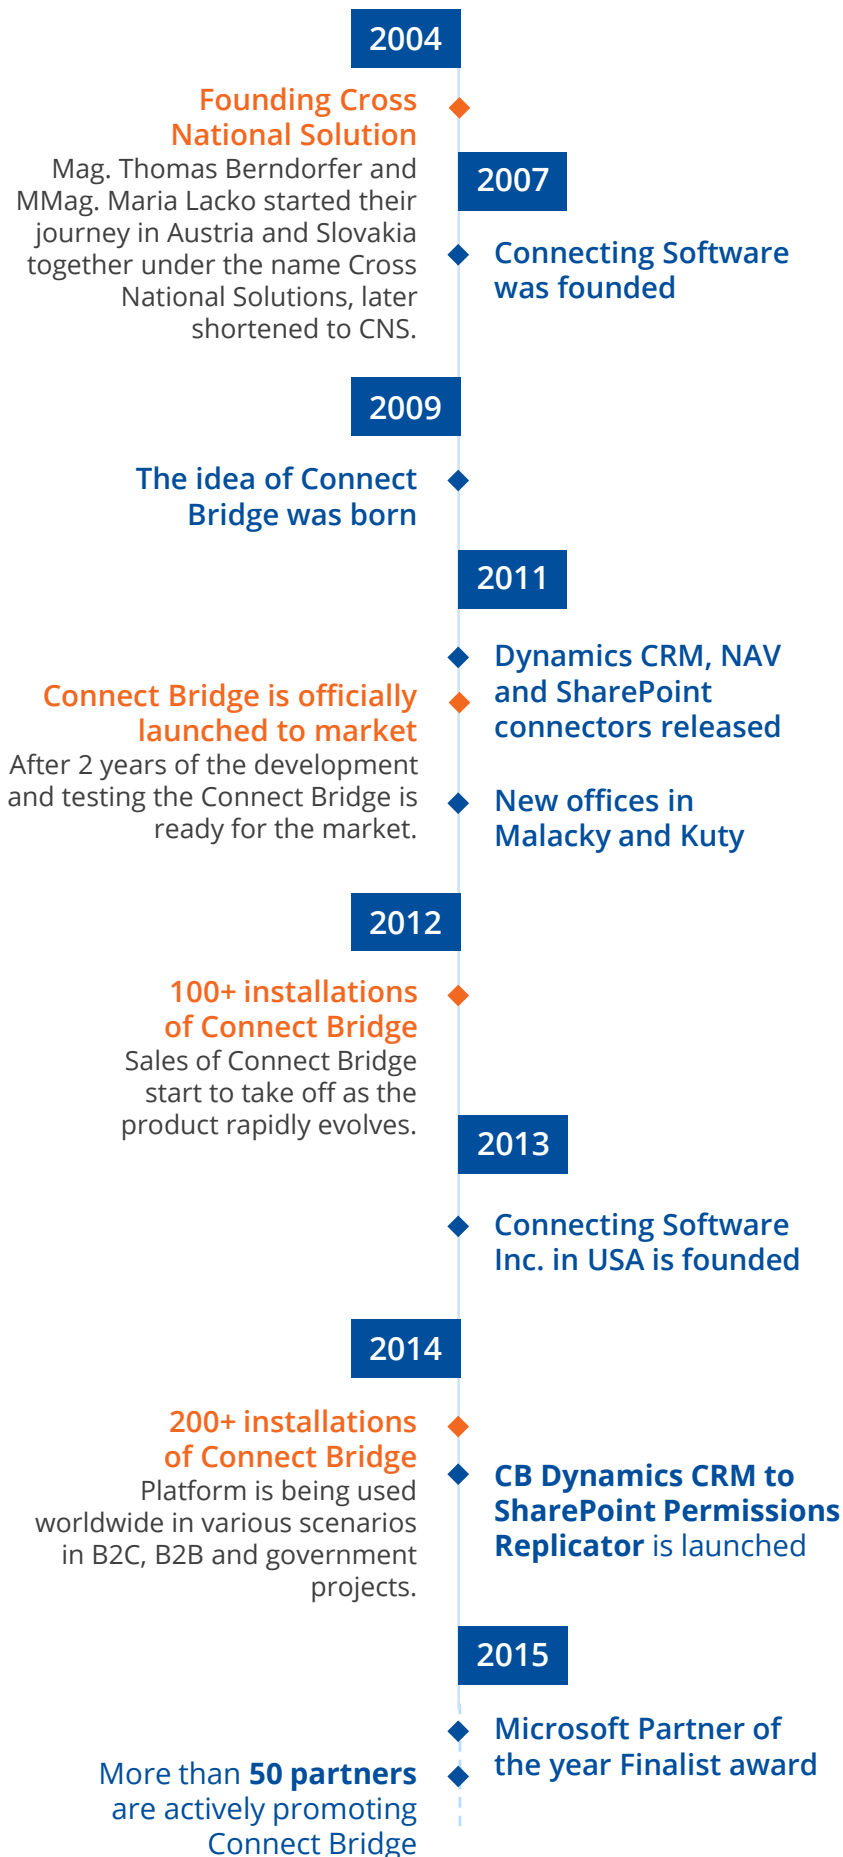 2004
Founding Cross
National Solution
Mag. Thomas Berndorfer and
MMag. Maria Lacko started their
journey in Austria and Slovakia
together under the name Cross
National Solutions, later
shortened to CNS.
2007
Connecting Software
was founded
2009
The idea of Connect
Bridge was born
2011
Dynamics CRM, NAV
and SharePoint
connectors released
Connect Bridge is officially
launched to market
After 2 years of the development
and testing the Connect Bridge is
ready for the market.
New offices in
Malacky and Kuty
2012
100+ installations
of Connect Bridge
Sales of Connect Bridge
start to take off as the
product rapidly evolves.
2013
Connecting Software
Inc. in USA is founded
2014
200+ installations
of Connect Bridge
Platform is being used
worldwide in various scenarios
in B2C, B2B and government
projects.
CB Dynamics CRM to
SharePoint Permissions
Replicator is launched
2015
Microsoft Partner of
the year Finalist award
More than 50 partners
are actively promoting
Connect Bridge